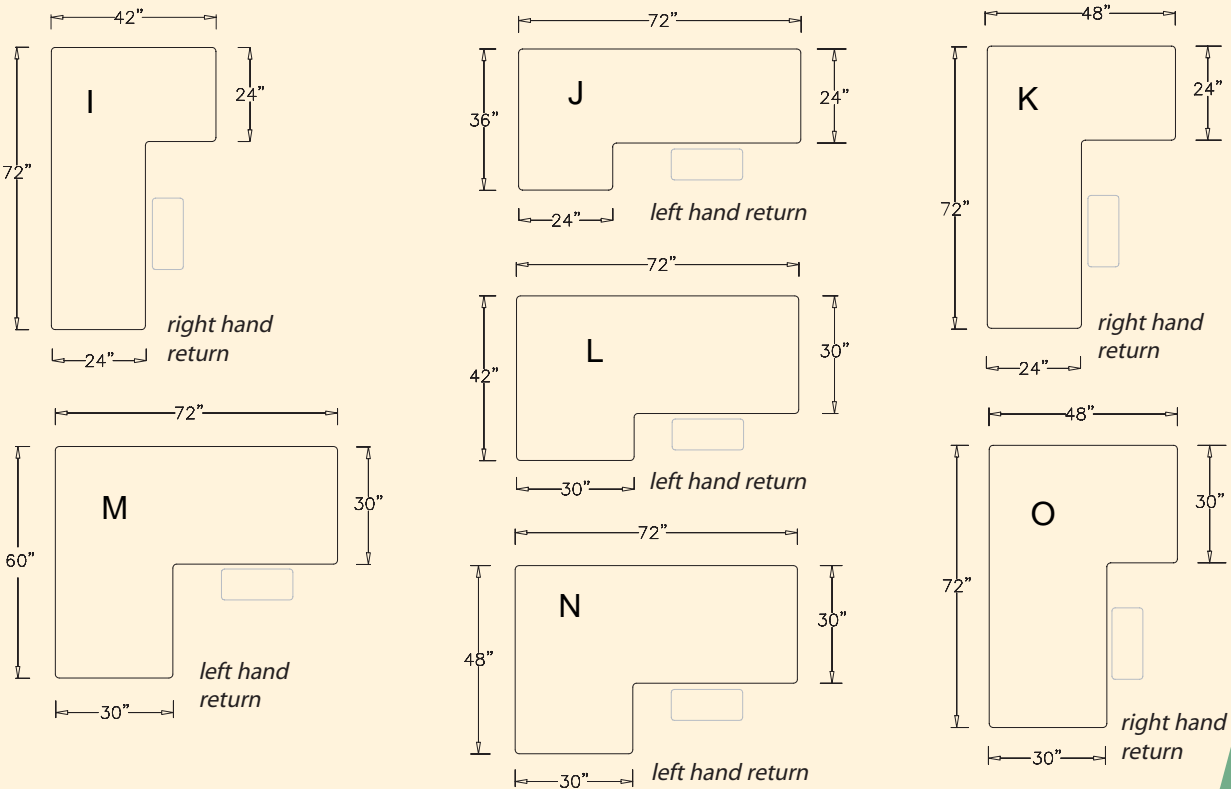 42”
I
24”
72”
right hand
return
24”
72”
J
36”
24”
left hand return
24”
48”
K
24”
72”
right hand
return
24”
72”
L
42”
30”
left hand return
30”
72”
M
60”
30”
left hand
return
30”
72”
N
48”
30”
left hand return
30”
48”
O
30”
72”
right hand
return
30”